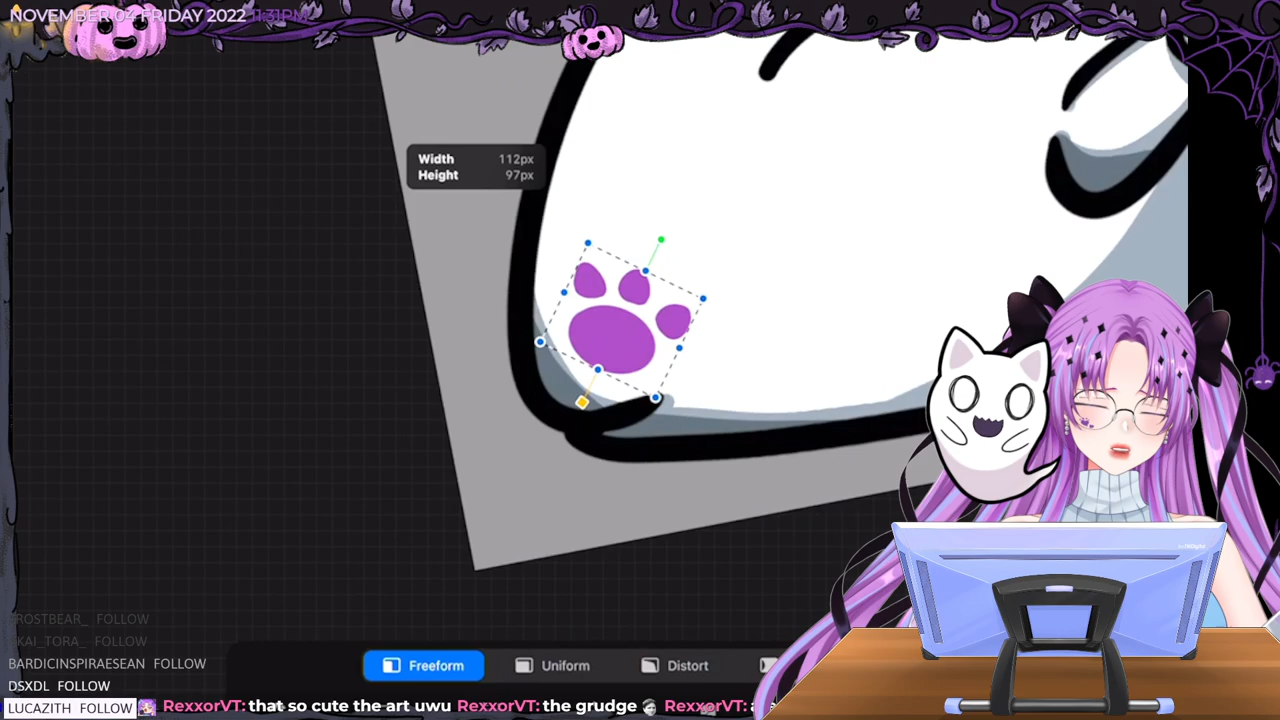 NOVEMBER 04 FRIDAY 2022 11:31PM
Width 112px
Height 97px
ROSTBEAR_ FOLLOW
KAI_TORA_ FOLLOW
BARDICINSPIRAESEAN FOLLOW
DSXDL FOLLOW
LUCAZITH FOLLOW
Freeform Uniform Distort
RexxorVT: that so cute the art uwu RexxorVT: the grudge RexxorVT: